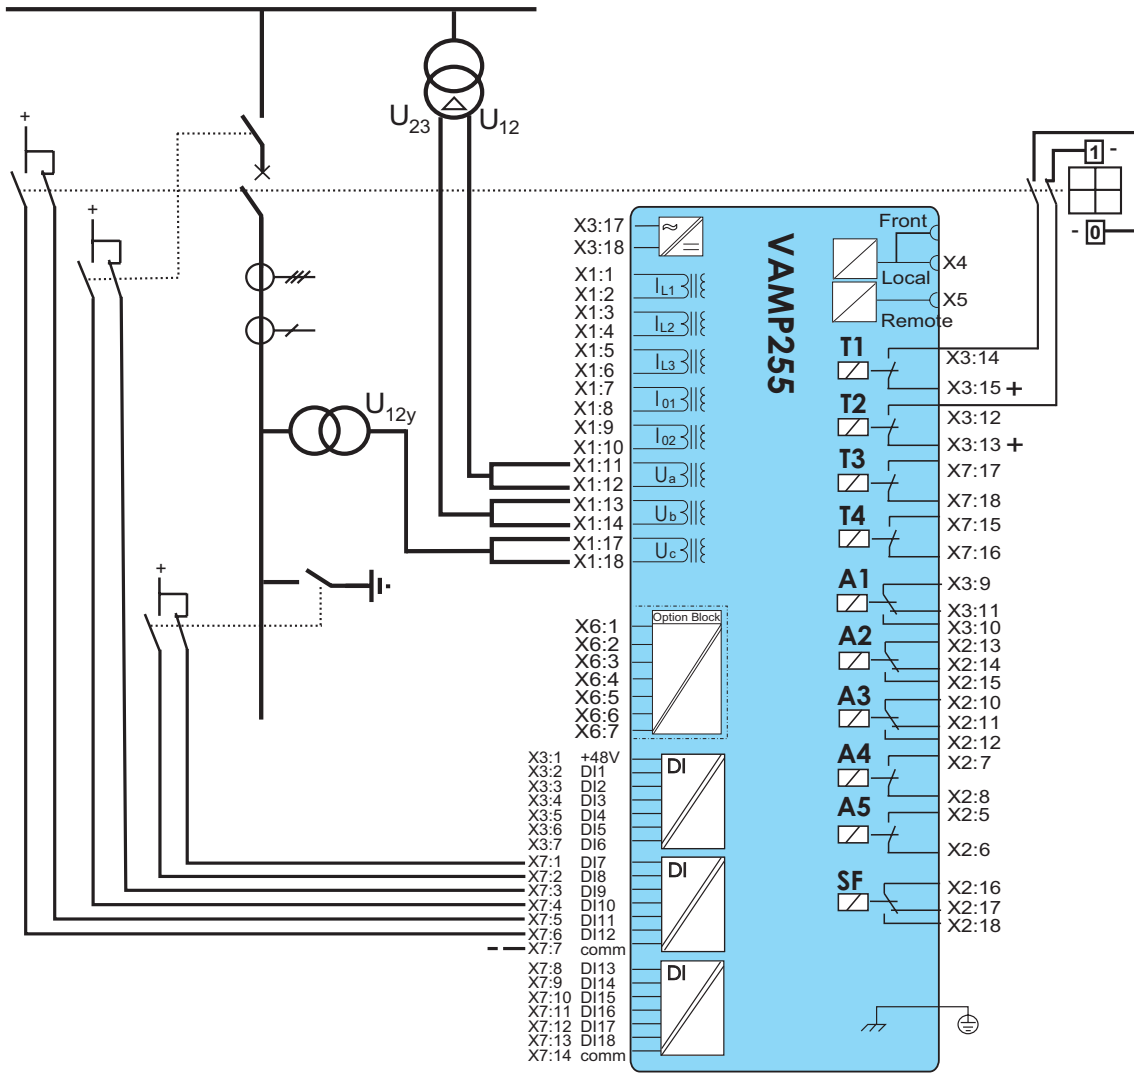 +
U23
U12
1 -
- 0
+
X3:17
X3:18
≈
=
VAMP255
Front
Local
X4
Remote
X5
X1:1
X1:2
IL1
X1:3
X1:4
IL2
X1:5
X1:6
IL3
X1:7
X1:8
I01
X1:9
X1:10
I02
X1:11
X1:12
Ua
X1:13
X1:14
Ub
X1:17
X1:18
Uc
U12y
T1
X3:14
X3:15 +
T2
X3:12
X3:13 +
T3
X7:17
X7:18
T4
X7:15
X7:16
+
A1
X3:9
X3:11
X3:10
A2
X2:13
X2:14
X2:15
A3
X2:10
X2:11
X2:12
A4
X2:7
X2:8
A5
X2:5
X2:6
SF
X2:16
X2:17
X2:18
Option Block
X6:1
X6:2
X6:3
X6:4
X6:5
X6:6
X6:7
X3:1 +48V
X3:2 DI1
X3:3 DI2
X3:4 DI3
X3:5 DI4
X3:6 DI5
X3:7 DI6
DI
X7:1 DI7
X7:2 DI8
X7:3 DI9
X7:4 DI10
X7:5 DI11
X7:6 DI12
X7:7 comm
DI
X7:8 DI13
X7:9 DI14
X7:10 DI15
X7:11 DI16
X7:12 DI17
X7:13 DI18
X7:14 comm
DI